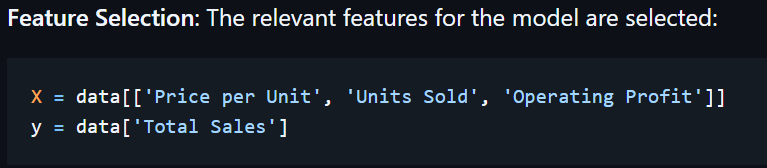 Feature Selection: The relevant features for the model are selected:
X = data[['Price per Unit', 'Units Sold', 'Operating Profit']]
y = data['Total Sales']